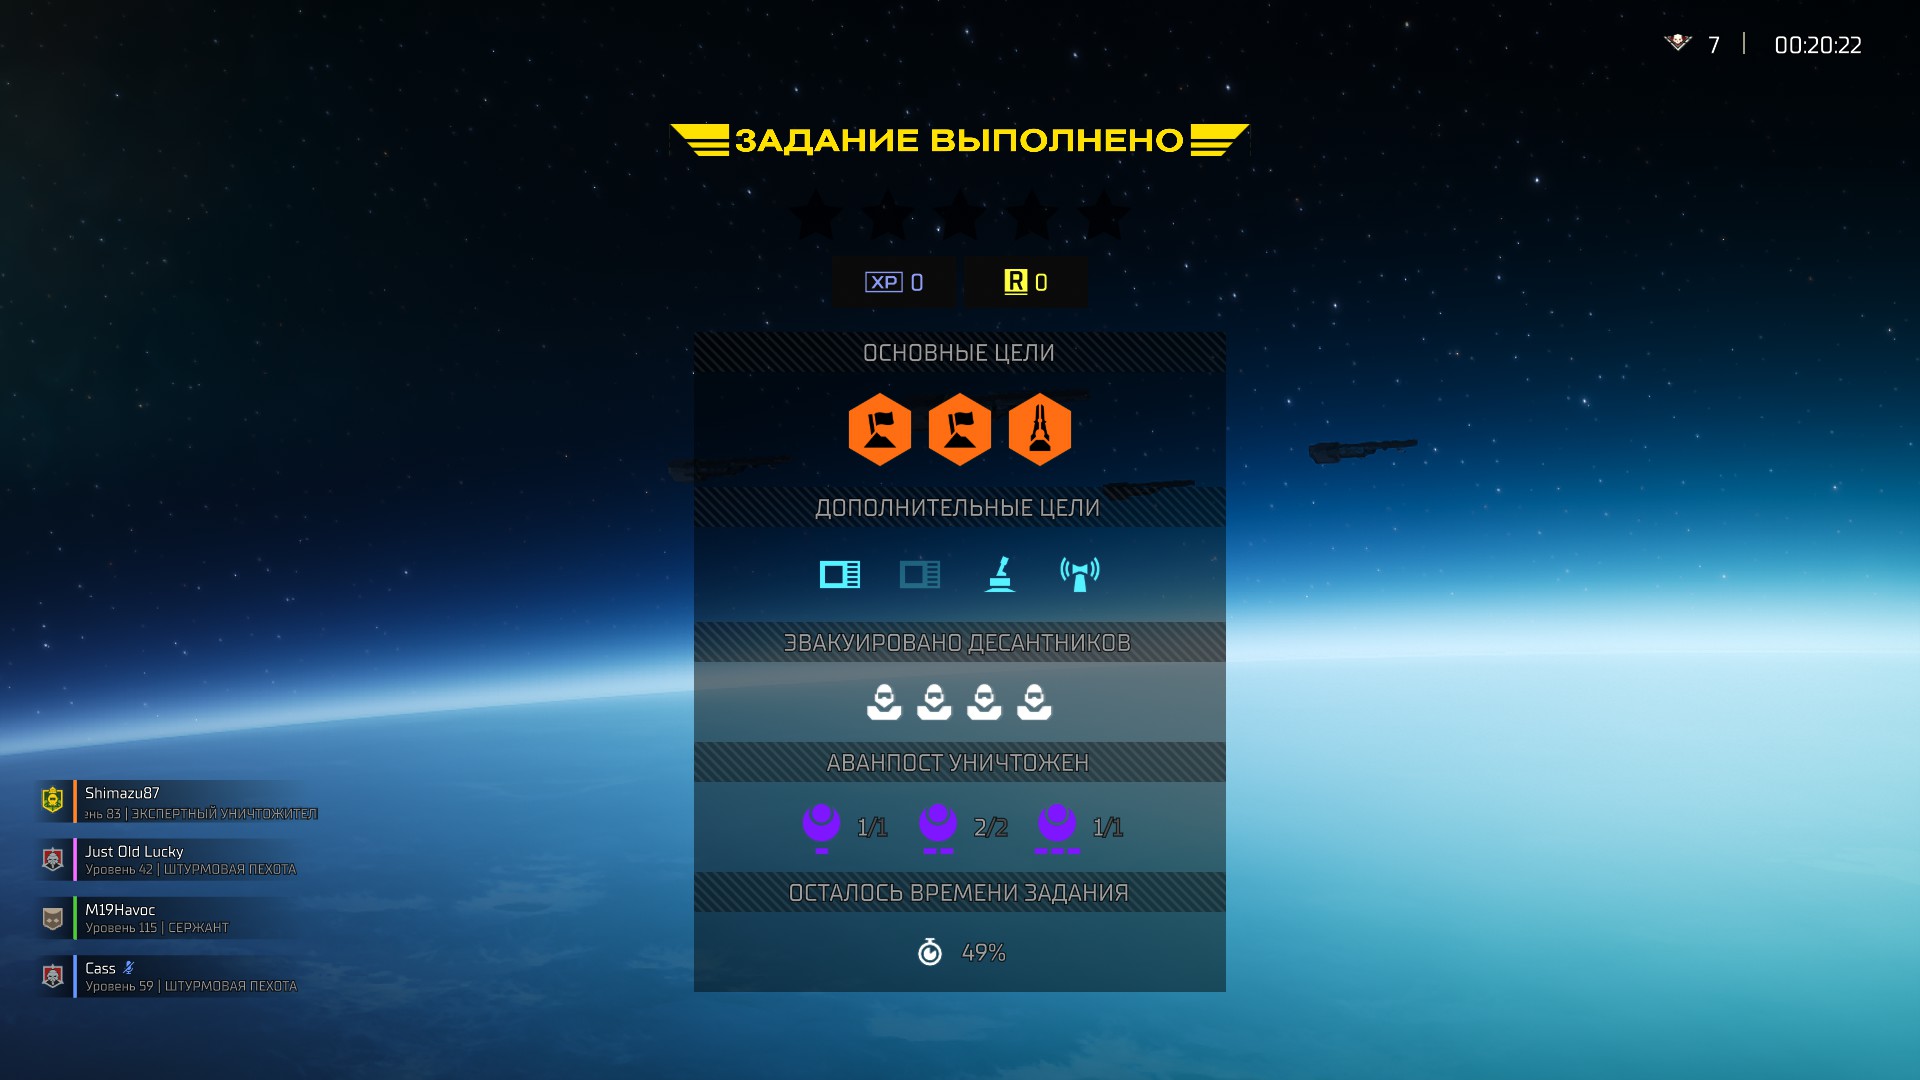 7 | 00:20:22
ЗАДАНИЕ ВЫПОЛНЕНО
XP 0
R 0
ОСНОВНЫЕ ЦЕЛИ
ДОПОЛНИТЕЛЬНЫЕ ЦЕЛИ
ЭВАКУИРОВАНО ДЕСАНТНИКОВ
АВАНПОСТ УНИЧТОЖЕН
1/1 2/2 1/1
ОСТАЛОСЬ ВРЕМЕНИ ЗАДАНИЯ
49%
Shimazu87
ень 83 | ЭКСПЕРТНЫЙ УНИЧТОЖИТЕЛ
Just Old Lucky
Уровень 42 | ШТУРМОВАЯ ПЕХОТА
M19Havoc
Уровень 115 | СЕРЖАНТ
Cass
Уровень 59 | ШТУРМОВАЯ ПЕХОТА